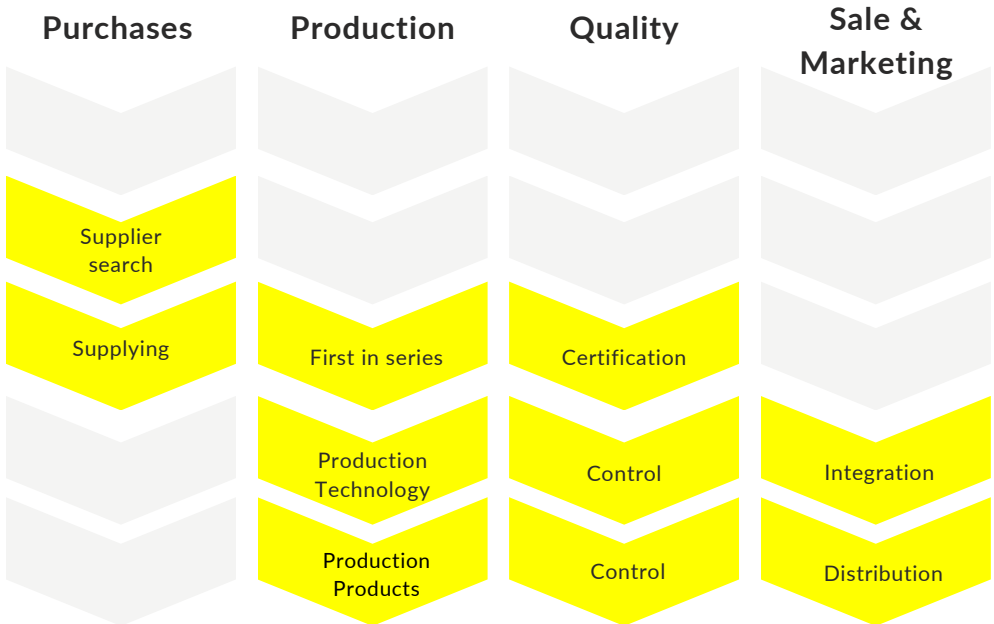 Purchases
Production
Quality
Sale &
Marketing
Supplier
search
Supplying
First in series
Certification
Production
Technology
Control
Integration
Production
Products
Control
Distribution